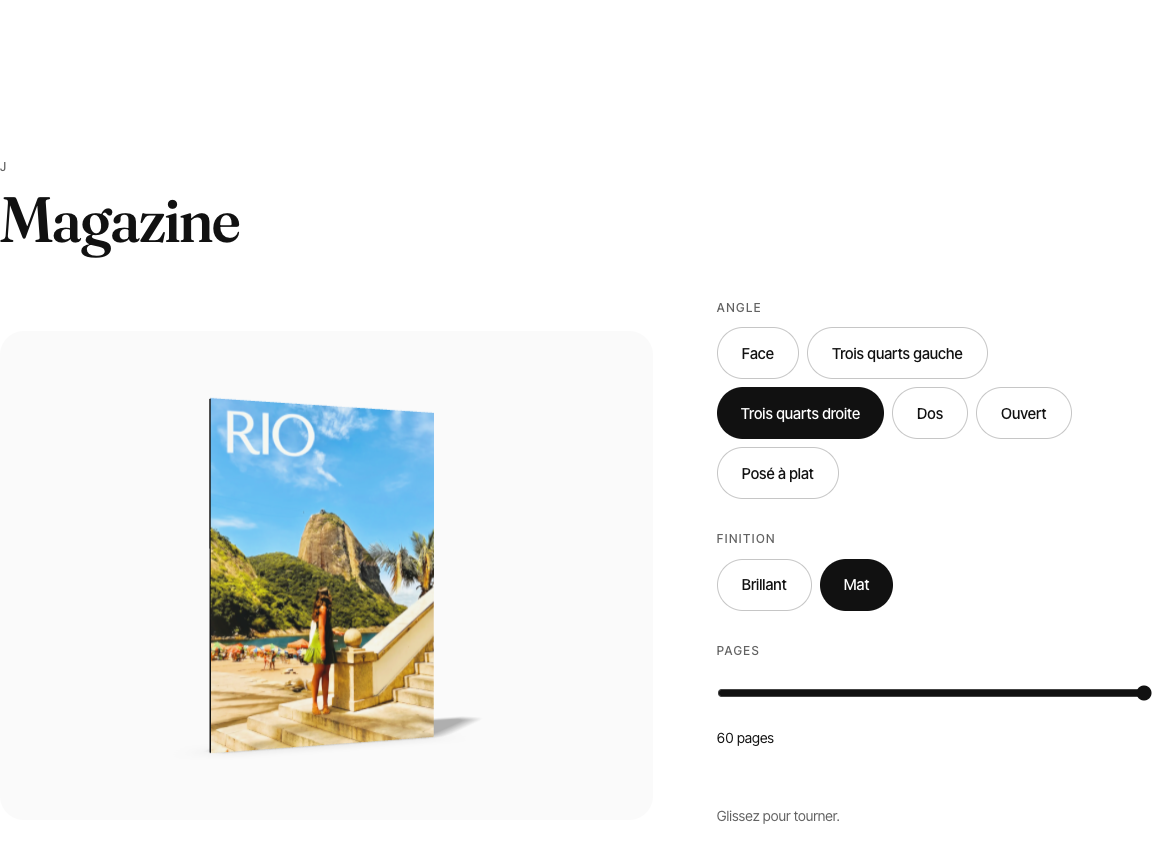 J
Magazine
RIO
ANGLE
Face
Trois quarts gauche
Trois quarts droite
Dos
Ouvert
Posé à plat
FINITION
Brillant
Mat
PAGES
60 pages
Glissez pour tourner.